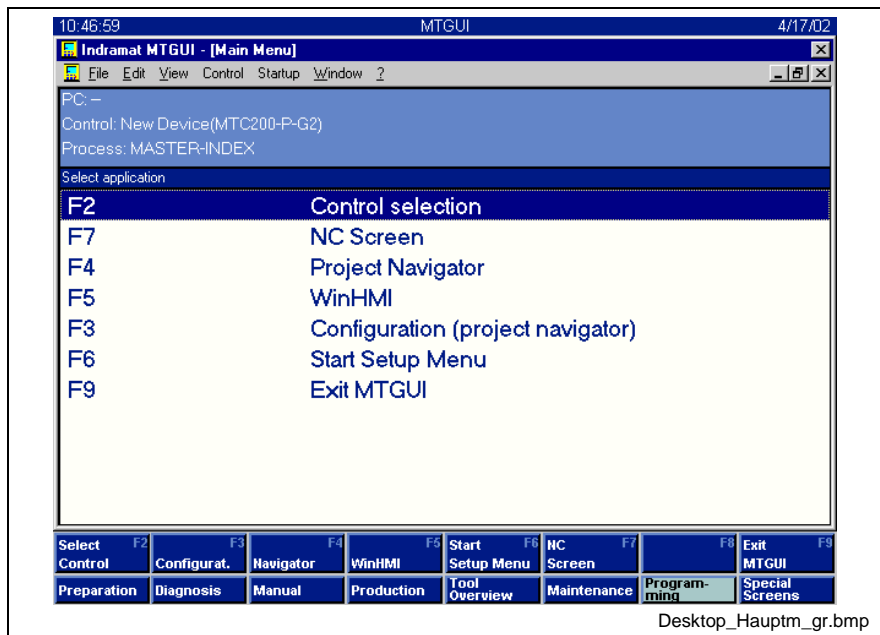 10:46:59 MTGUI 4/17/02
Indramat MTGUI - [Main Menu]
File Edit View Control Startup Window ?
PC: –
Control: New Device(MTC200-P-G2)
Process: MASTER-INDEX
Select application
F2 Control selection
F7 NC Screen
F4 Project Navigator
F5 WinHMI
F3 Configuration (project navigator)
F6 Start Setup Menu
F9 Exit MTGUI
Select F2 F3 F4 F5 Start F6 NC F7 F8 Exit F9
Control Configurat. Navigator WinHMI Setup Menu Screen MTGUI
Preparation Diagnosis Manual Production Tool Overview Maintenance Program-ming Special Screens
Desktop_Hauptm_gr.bmp